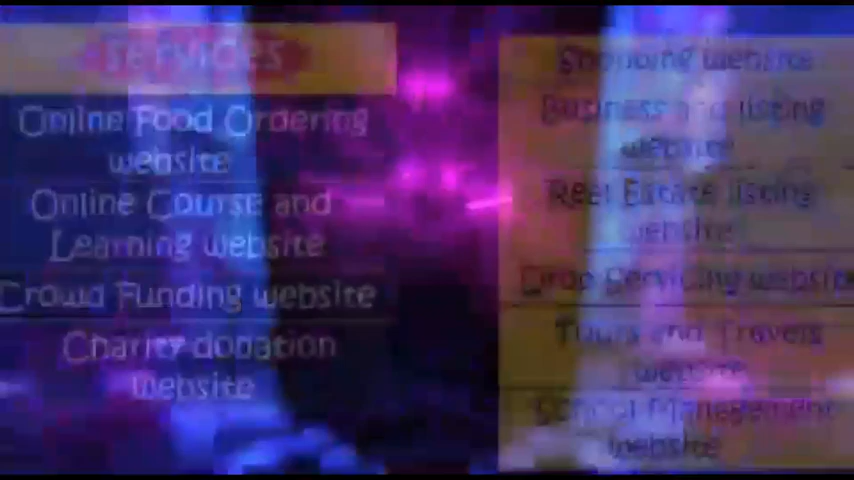 SERVICES
Online Food Ordering
website
Online Course and
Learning website
Crowd Funding website
Charity donation
website
Shopping website
Business and listing
website
Real Estate listing
website
Drop Servicing website
Tours and Travels
website
School Management
website